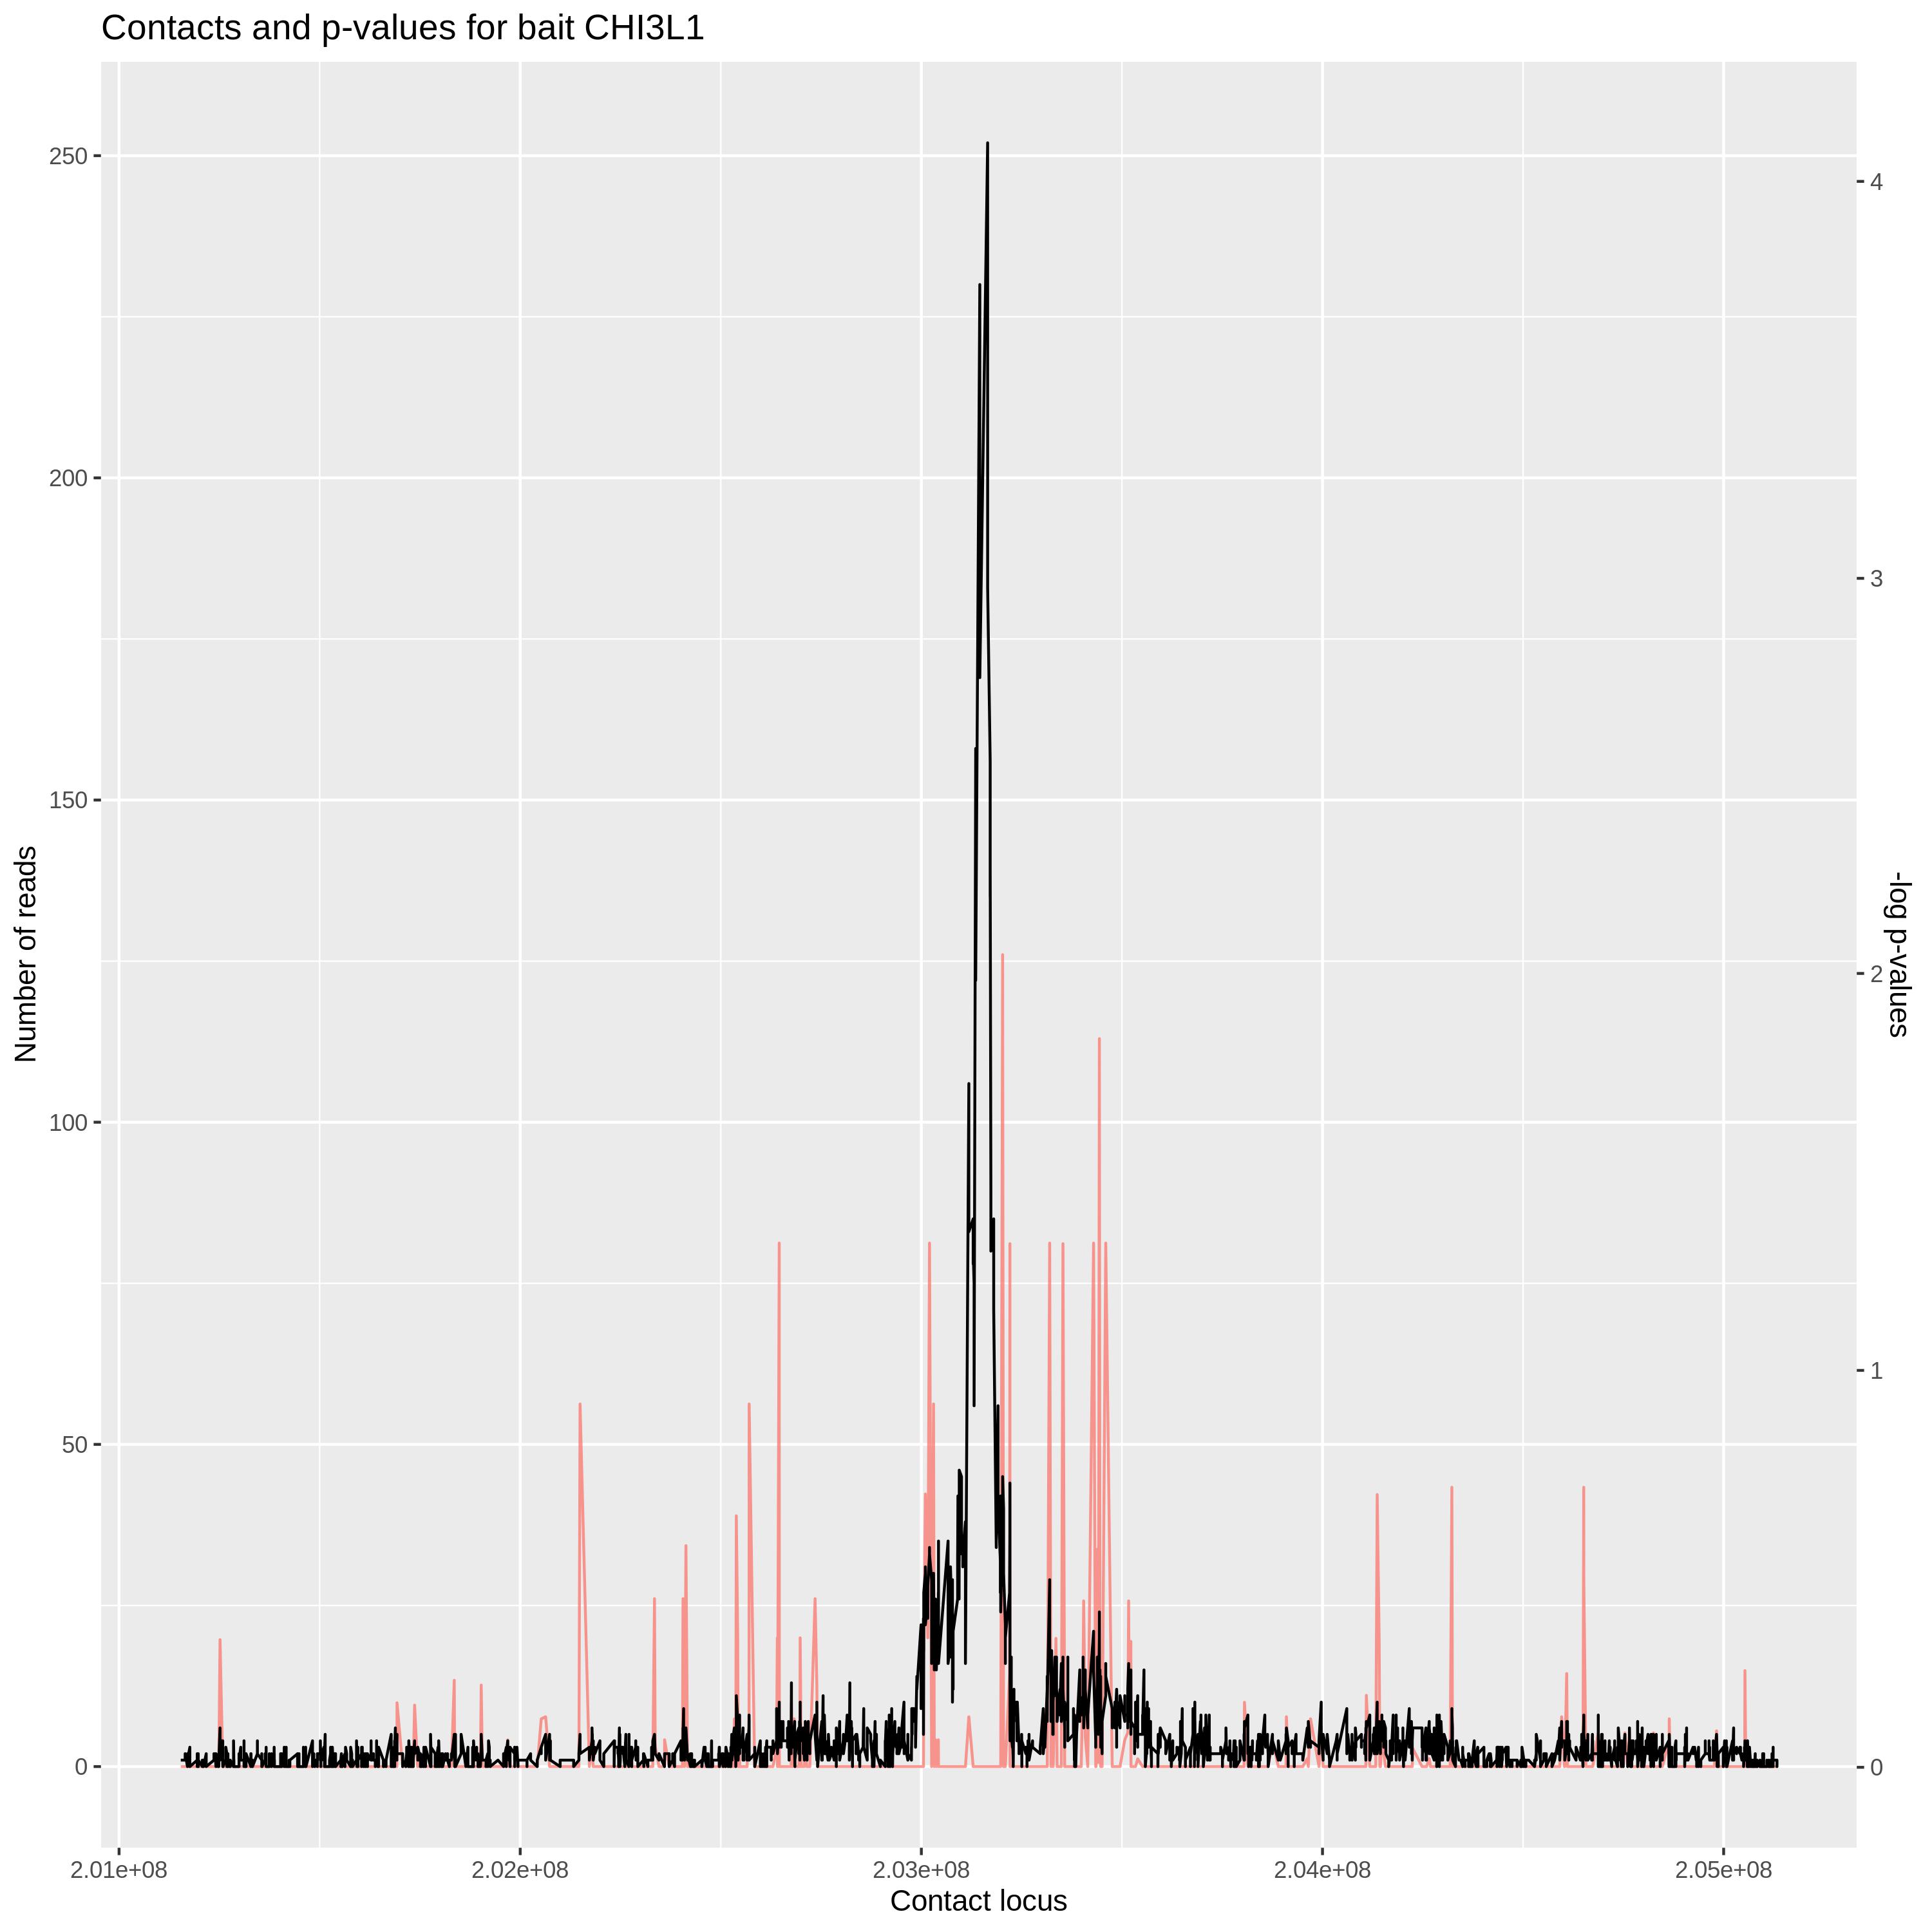 Contacts and p-values for bait CHI3L1
250
200
150
100
50
0
Number of reads
4
3
2
1
0
-log p-values
2.01e+08
2.02e+08
2.03e+08
2.04e+08
2.05e+08
Contact locus